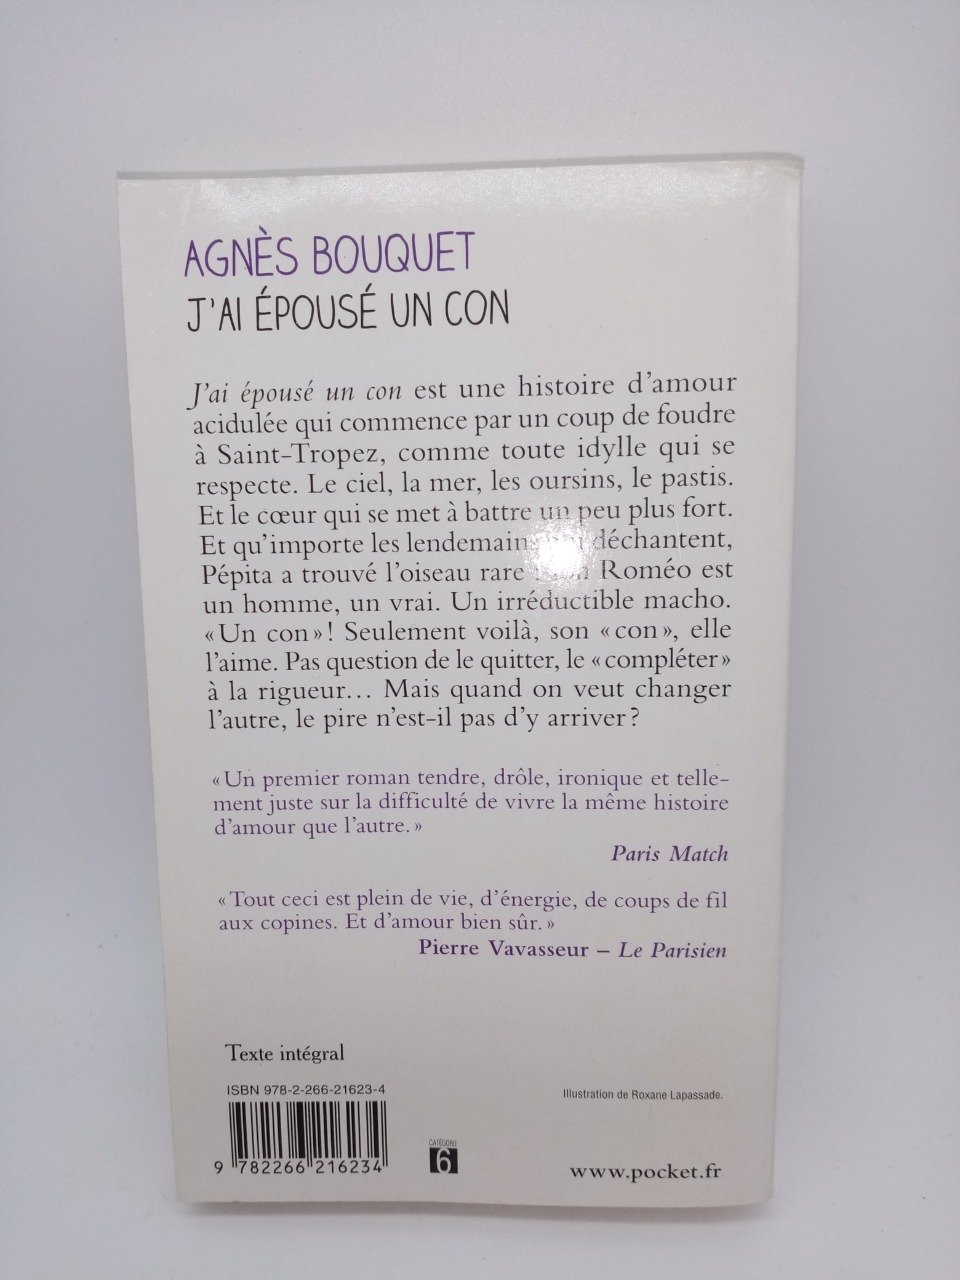 AGNÈS BOUQUET
J'AI ÉPOUSÉ UN CON
J'ai épousé un con est une histoire d'amour
acidulée qui commence par un coup de foudre
à Saint-Tropez, comme toute idylle qui se
respecte. Le ciel, la mer, les oursins, le pastis.
Et le cœur qui se met à battre un peu plus fort.
Et qu'importe les lendemains déchantent,
Pépita a trouvé l'oiseau rare Roméo est
un homme, un vrai. Un irréductible macho.
« Un con » ! Seulement voilà, son « con », elle
l'aime. Pas question de le quitter, le « compléter »
à la rigueur… Mais quand on veut changer
l'autre, le pire n'est-il pas d'y arriver ?
« Un premier roman tendre, drôle, ironique et telle-
ment juste sur la difficulté de vivre la même histoire
d'amour que l'autre. »
Paris Match
« Tout ceci est plein de vie, d'énergie, de coups de fil
aux copines. Et d'amour bien sûr. »
Pierre Vavasseur – Le Parisien
Texte intégral
ISBN 978-2-266-21623-4
Illustration de Roxane Lapassade.
9 782266 216234
CATÉGORIE
6
www.pocket.fr